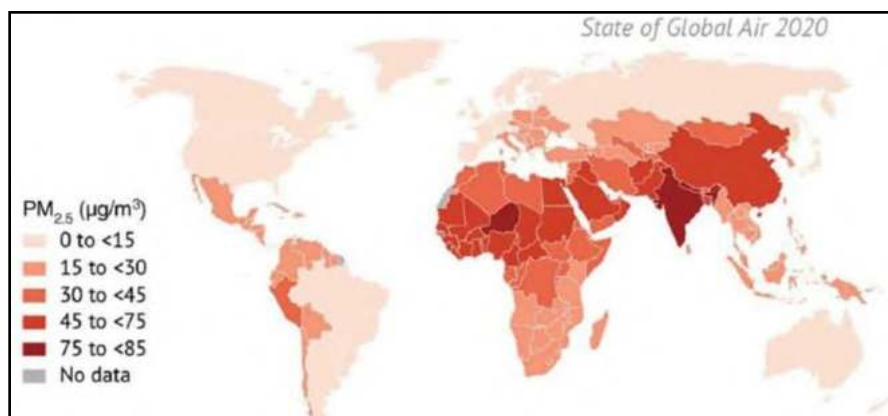 State of Global Air 2020
PM2.5 (µg/m³)
0 to <15
15 to <30
30 to <45
45 to <75
75 to <85
No data